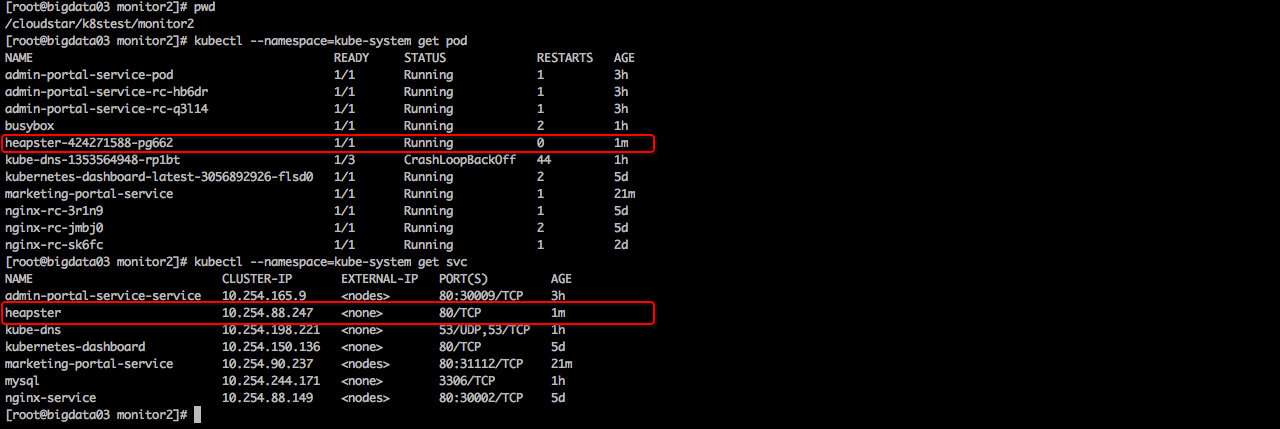 [root@bigdata03 monitor2]# pwd
/cloudstar/k8stest/monitor2
[root@bigdata03 monitor2]# kubectl --namespace=kube-system get pod
NAME READY STATUS RESTARTS AGE
admin-portal-service-pod 1/1 Running 1 3h
admin-portal-service-rc-hb6dr 1/1 Running 1 3h
admin-portal-service-rc-q3l14 1/1 Running 1 3h
busybox 1/1 Running 2 1h
heapster-424271588-pg662 1/1 Running 0 1m
kube-dns-1353564948-rp1bt 1/3 CrashLoopBackOff 44 1h
kubernetes-dashboard-latest-3056892926-flsd0 1/1 Running 2 5d
marketing-portal-service 1/1 Running 1 21m
nginx-rc-3r1n9 1/1 Running 1 5d
nginx-rc-jmbj0 1/1 Running 2 5d
nginx-rc-sk6fc 1/1 Running 1 2d
[root@bigdata03 monitor2]# kubectl --namespace=kube-system get svc
NAME CLUSTER-IP EXTERNAL-IP PORT(S) AGE
admin-portal-service-service 10.254.165.9 <nodes> 80:30009/TCP 3h
heapster 10.254.88.247 <none> 80/TCP 1m
kube-dns 10.254.198.221 <none> 53/UDP,53/TCP 1h
kubernetes-dashboard 10.254.150.136 <none> 80/TCP 5d
marketing-portal-service 10.254.90.237 <nodes> 80:31112/TCP 21m
mysql 10.254.244.171 <none> 3306/TCP 1h
nginx-service 10.254.88.149 <nodes> 80:30002/TCP 5d
[root@bigdata03 monitor2]#